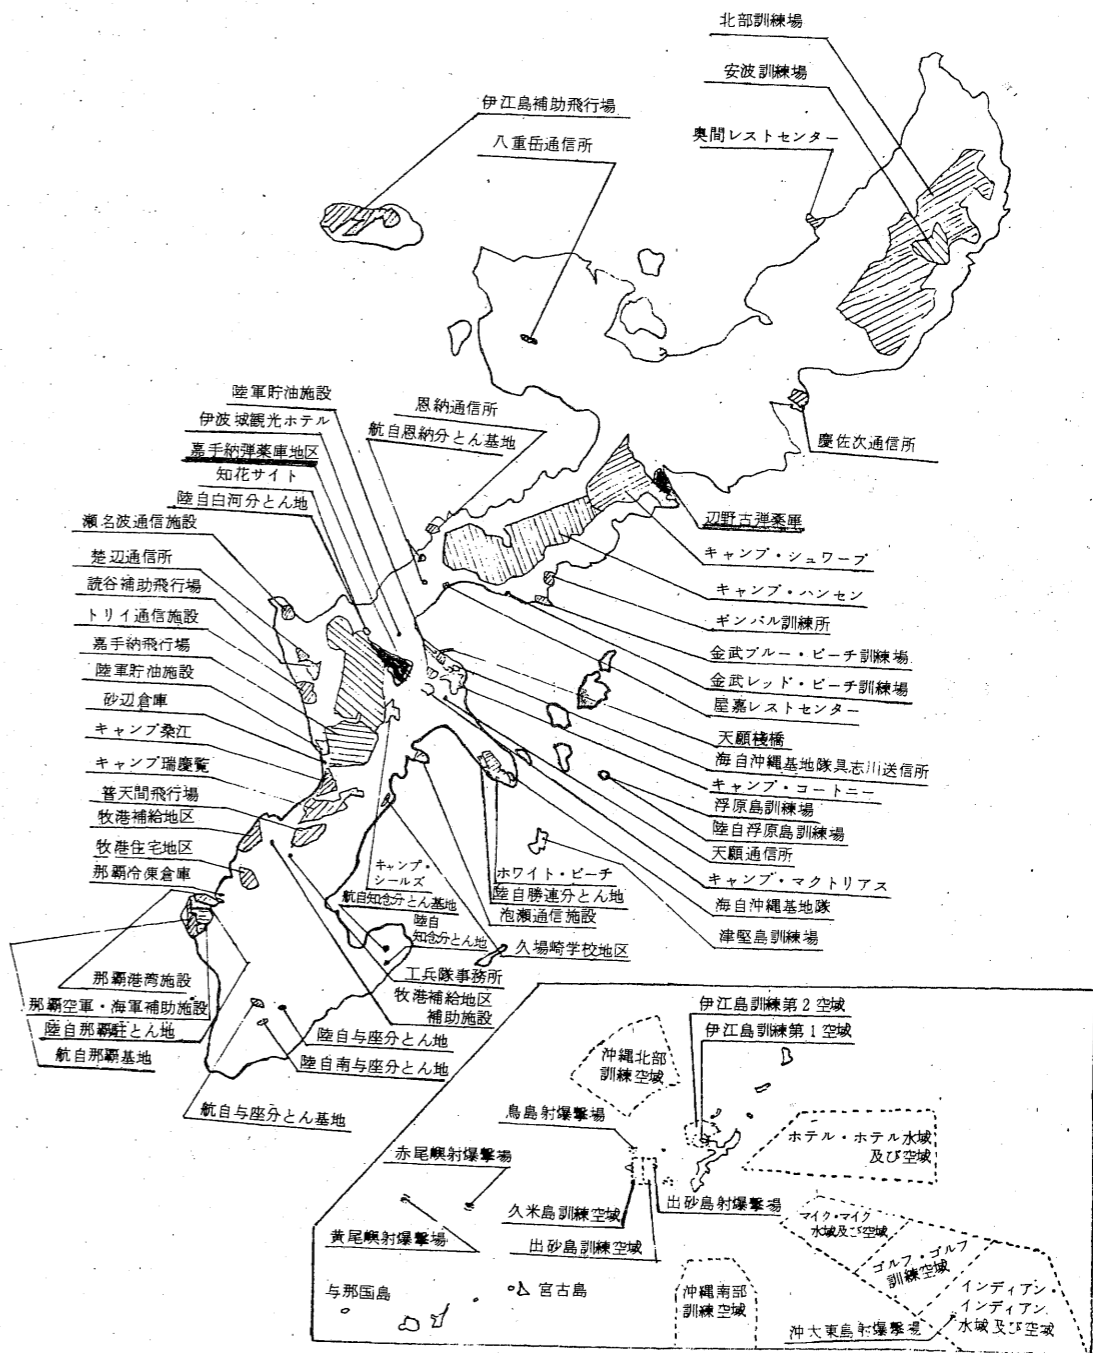 北部訓練場
安波訓練場
伊江島補助飛行場
八重岳通信所
奥間レストセンター
陸軍貯油施設
恩納通信所
伊波城観光ホテル
航自恩納分とん基地
嘉手納弾薬庫地区
知花サイト
陸自白河分とん地
慶佐次通信所
瀬名波通信施設
楚辺通信所
読谷補助飛行場
トリイ通信施設
嘉手納飛行場
陸軍貯油施設
砂辺倉庫
キャンプ桑江
キャンプ瑞慶覧
普天間飛行場
牧港補給地区
牧港住宅地区
那覇冷凍倉庫
辺野古弾薬庫
キャンプ・シュワーブ
キャンプ・ハンセン
ギンバル訓練所
金武ブルー・ビーチ訓練場
金武レッド・ビーチ訓練場
屋嘉レストセンター
天願棧橋
海自沖縄基地隊具志川送信所
キャンプ・コートニー
浮原島訓練場
陸自浮原島訓練場
天願通信所
キャンプ・マクトリアス
海自沖縄基地隊
津堅島訓練場
キャンプ・
シールズ
航自知念分とん基地
陸自
知念分とん地
ホワイト・ビーチ
陸自勝連分とん地
泡瀬通信施設
久場崎学校地区
工兵隊事務所
牧港補給地区
補助施設
那覇港湾施設
那覇空軍・海軍補助施設
陸自那覇駐とん地
航自那覇基地
陸自与座分とん地
陸自南与座分とん地
航自与座分とん基地
伊江島訓練第2空域
伊江島訓練第1空域
沖縄北部
訓練空域
鳥島射爆撃場
ホテル・ホテル水域
及び空域
赤尾嶼射爆撃場
久米島訓練空域
出砂島射爆撃場
マイク・マイク
水域及び空域
黄尾嶼射爆撃場
出砂島訓練空域
ゴルフ・ゴルフ
訓練空域
与那国島
宮古島
沖縄南部
訓練空域
インディアン・
インディアン
水域及び空域
沖大東島射爆撃場